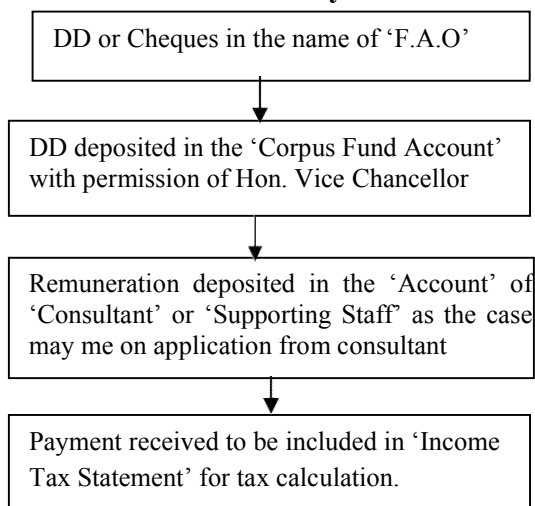 DD or Cheques in the name of ‘F.A.O’
DD deposited in the ‘Corpus Fund Account’
with permission of Hon. Vice Chancellor
Remuneration deposited in the ‘Account’ of
‘Consultant’ or ‘Supporting Staff’ as the case
may me on application from consultant
Payment received to be included in ‘Income
Tax Statement’ for tax calculation.